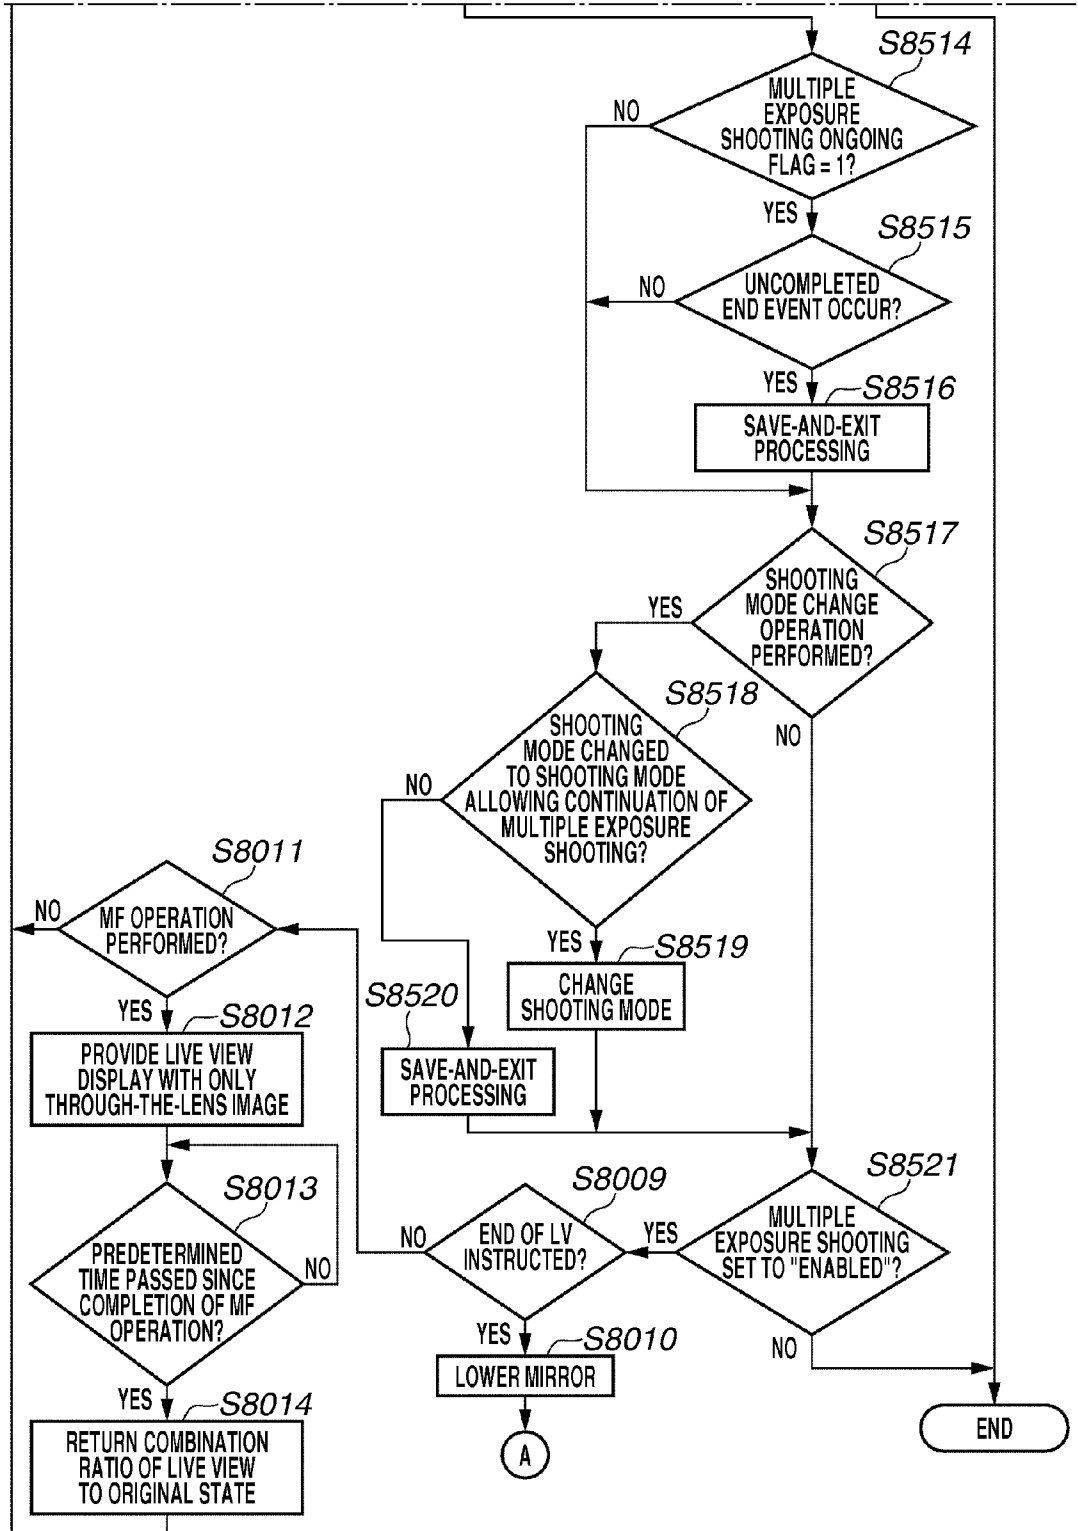 S8514
MULTIPLE
EXPOSURE
SHOOTING ONGOING
FLAG = 1?
NO
YES
S8515
UNCOMPLETED
END EVENT OCCUR?
NO
YES
S8516
SAVE-AND-EXIT
PROCESSING
S8517
SHOOTING
MODE CHANGE
OPERATION
PERFORMED?
YES
NO
S8518
SHOOTING
MODE CHANGED
TO SHOOTING MODE
ALLOWING CONTINUATION OF
MULTIPLE EXPOSURE
SHOOTING?
NO
YES
S8519
CHANGE
SHOOTING MODE
S8520
SAVE-AND-EXIT
PROCESSING
S8011
MF OPERATION
PERFORMED?
NO
YES
S8012
PROVIDE LIVE VIEW
DISPLAY WITH ONLY
THROUGH-THE-LENS IMAGE
S8013
PREDETERMINED
TIME PASSED SINCE
COMPLETION OF MF
OPERATION?
NO
YES
S8014
RETURN COMBINATION
RATIO OF LIVE VIEW
TO ORIGINAL STATE
S8521
MULTIPLE
EXPOSURE SHOOTING
SET TO "ENABLED"?
YES
NO
S8009
END OF LV
INSTRUCTED?
NO
YES
S8010
LOWER MIRROR
A
END